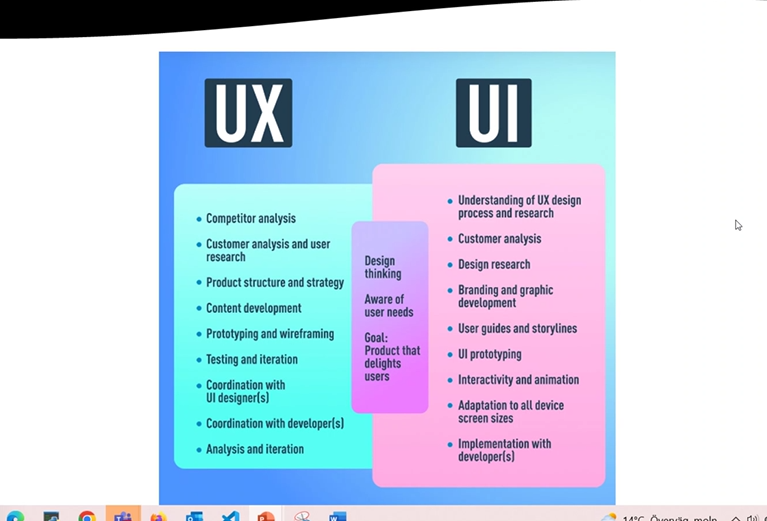 UX
UI
Competitor analysis
Customer analysis and user
research
Product structure and strategy
Content development
Prototyping and wireframing
Testing and iteration
Coordination with
UI designer(s)
Coordination with developer(s)
Analysis and iteration
Design
thinking
Aware of
user needs
Goal:
Product that
delights
users
Understanding of UX design
process and research
Customer analysis
Design research
Branding and graphic
development
User guides and storylines
UI prototyping
Interactivity and animation
Adaptation to all device
screen sizes
Implementation with
developer(s)
14°C Överväg. moln